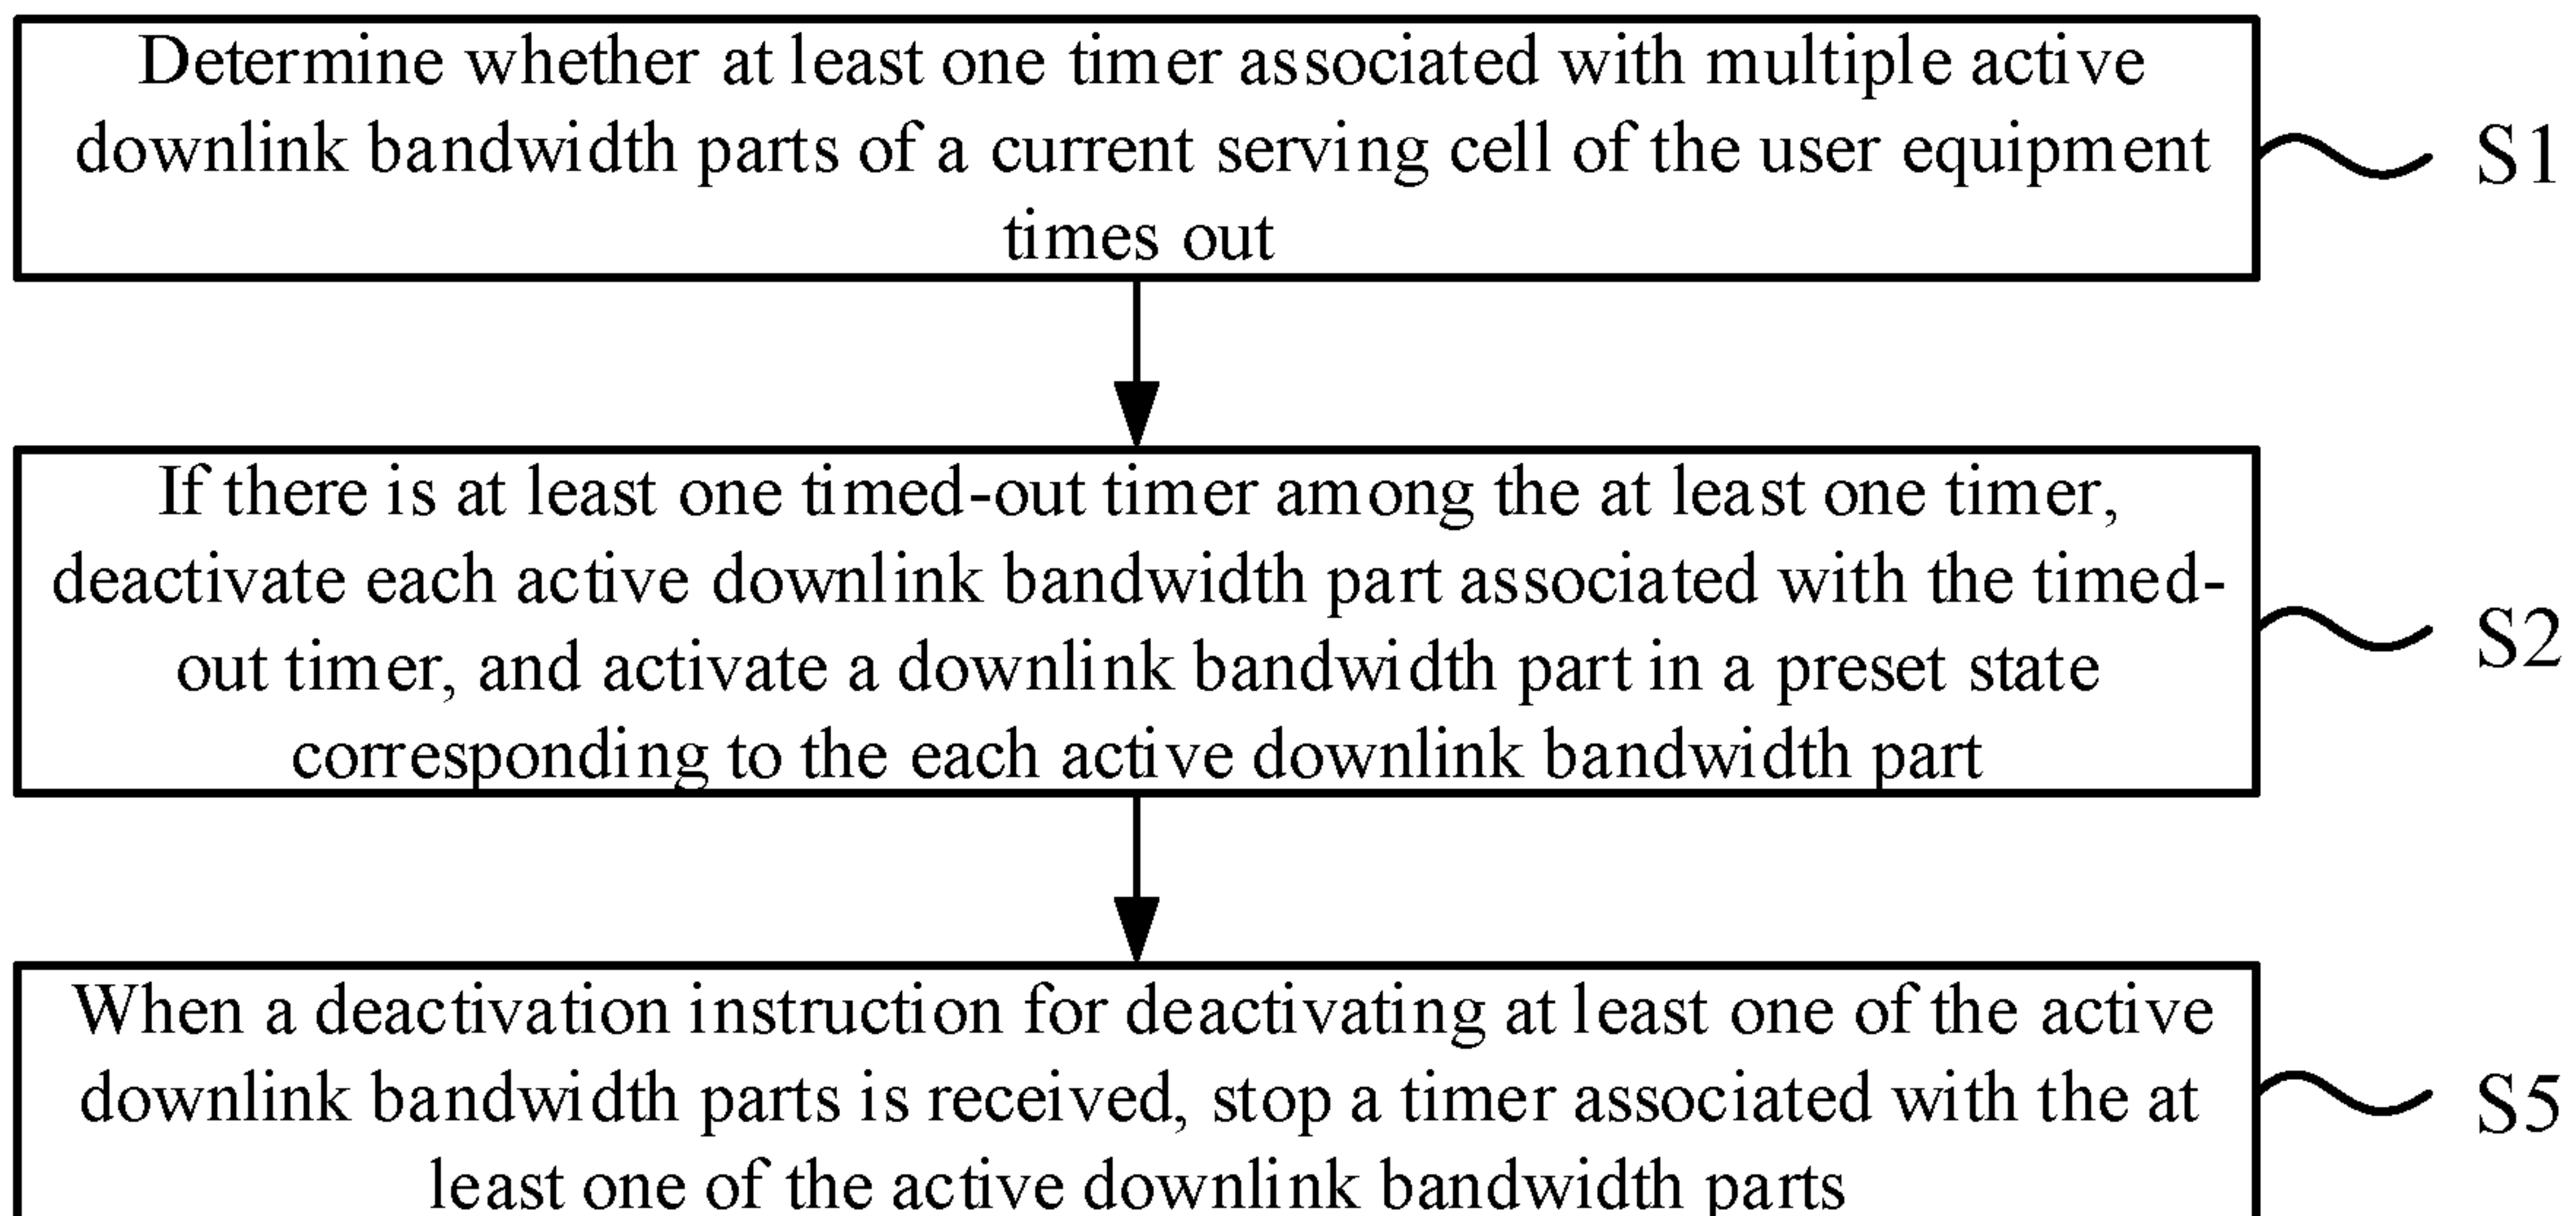 Determine whether at least one timer associated with multiple active
downlink bandwidth parts of a current serving cell of the user equipment
times out
S1
If there is at least one timed-out timer among the at least one timer,
deactivate each active downlink bandwidth part associated with the timed-
out timer, and activate a downlink bandwidth part in a preset state
corresponding to the each active downlink bandwidth part
S2
When a deactivation instruction for deactivating at least one of the active
downlink bandwidth parts is received, stop a timer associated with the at
least one of the active downlink bandwidth parts
S5